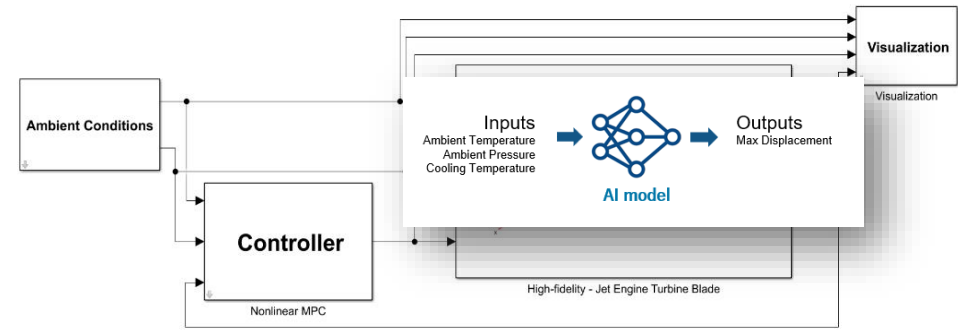 Visualization
Visualization
Ambient Conditions
Inputs
Ambient Temperature
Ambient Pressure
Cooling Temperature
AI model
Outputs
Max Displacement
Controller
Nonlinear MPC
High-fidelity - Jet Engine Turbine Blade